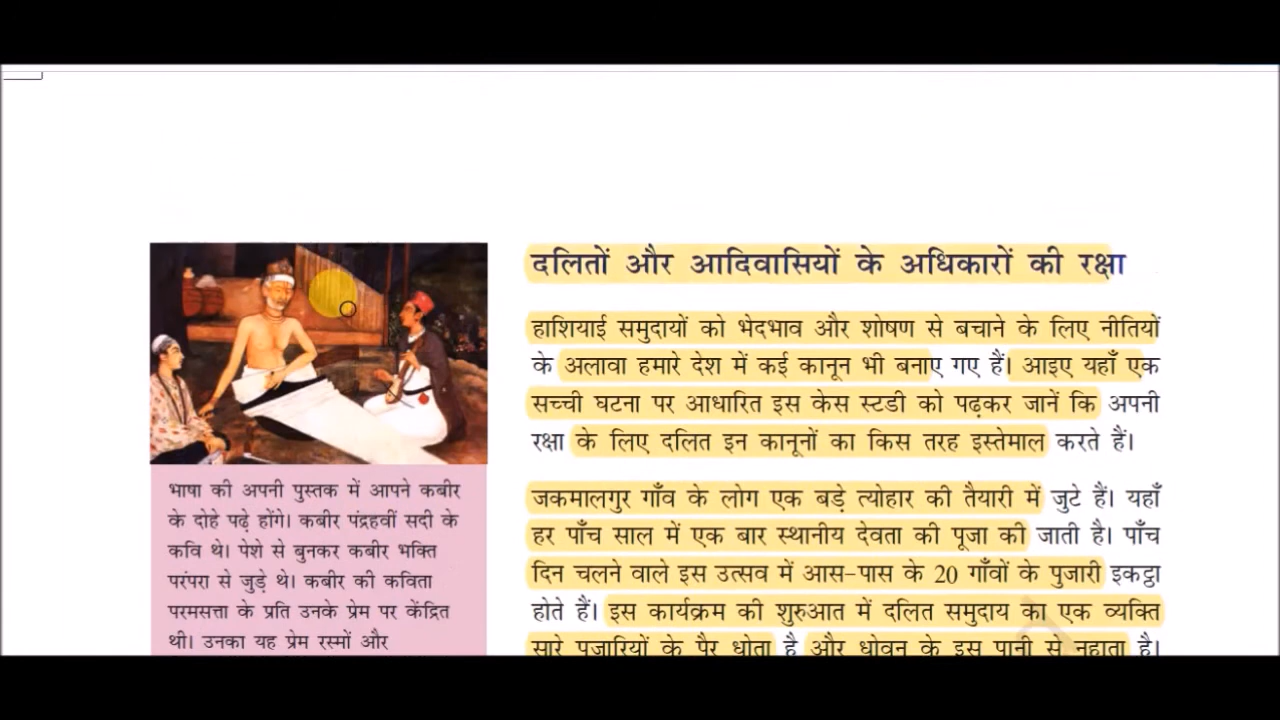 दलितों और आदिवासियों के अधिकारों की रक्षा
हाशियाई समुदायों को भेदभाव और शोषण से बचाने के लिए नीतियों
के अलावा हमारे देश में कई कानून भी बनाए गए हैं। आइए यहाँ एक
सच्ची घटना पर आधारित इस केस स्टडी को पढ़कर जानें कि अपनी
रक्षा के लिए दलित इन कानूनों का किस तरह इस्तेमाल करते हैं।
जकमालगुर गाँव के लोग एक बड़े त्योहार की तैयारी में जुटे हैं। यहाँ
हर पाँच साल में एक बार स्थानीय देवता की पूजा की जाती है। पाँच
दिन चलने वाले इस उत्सव में आस-पास के 20 गाँवों के पुजारी इकट्ठा
होते हैं। इस कार्यक्रम की शुरुआत में दलित समुदाय का एक व्यक्ति
सारे पुजारियों के पैर धोता है और धोवन के इस पानी से नहाता है।
भाषा की अपनी पुस्तक में आपने कबीर
के दोहे पढ़े होंगे। कबीर पंद्रहवीं सदी के
कवि थे। पेशे से बुनकर कबीर भक्ति
परंपरा से जुड़े थे। कबीर की कविता
परमसत्ता के प्रति उनके प्रेम पर केंद्रित
थी। उनका यह प्रेम रस्मों और